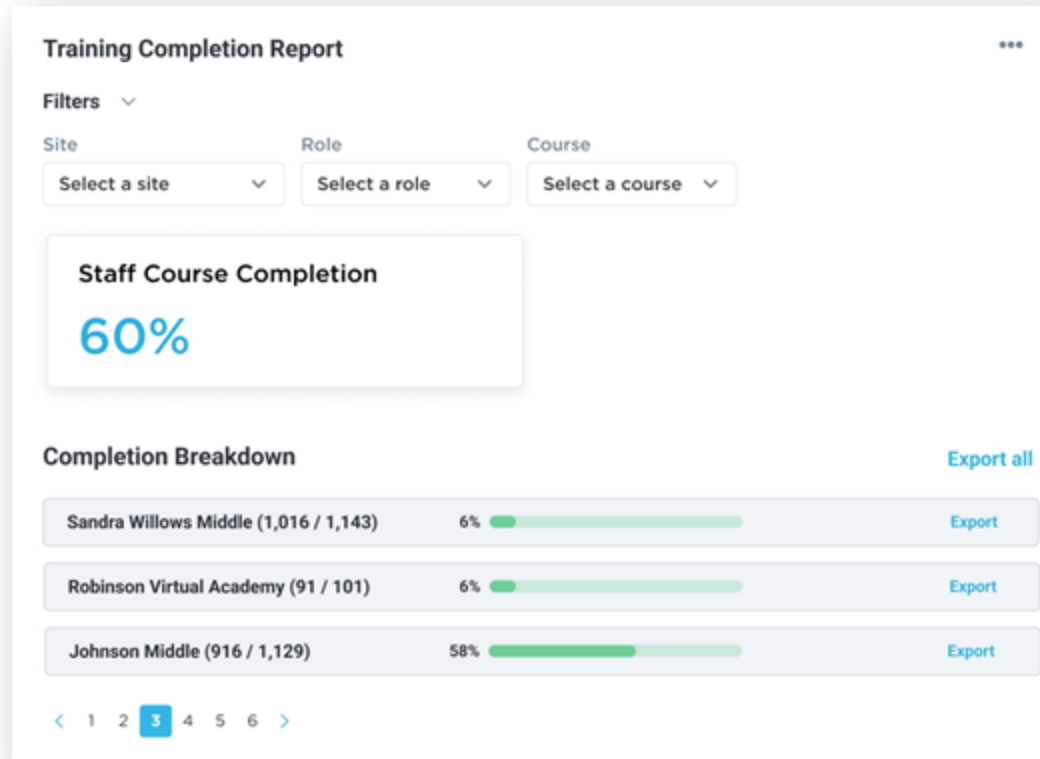 Training Completion Report
Filters
Site Role Course
Select a site Select a role Select a course
Staff Course Completion
60%
Completion Breakdown Export all
Sandra Willows Middle (1,016 / 1,143) 6% Export
Robinson Virtual Academy (91 / 101) 6% Export
Johnson Middle (916 / 1,129) 58% Export
1 2 3 4 5 6